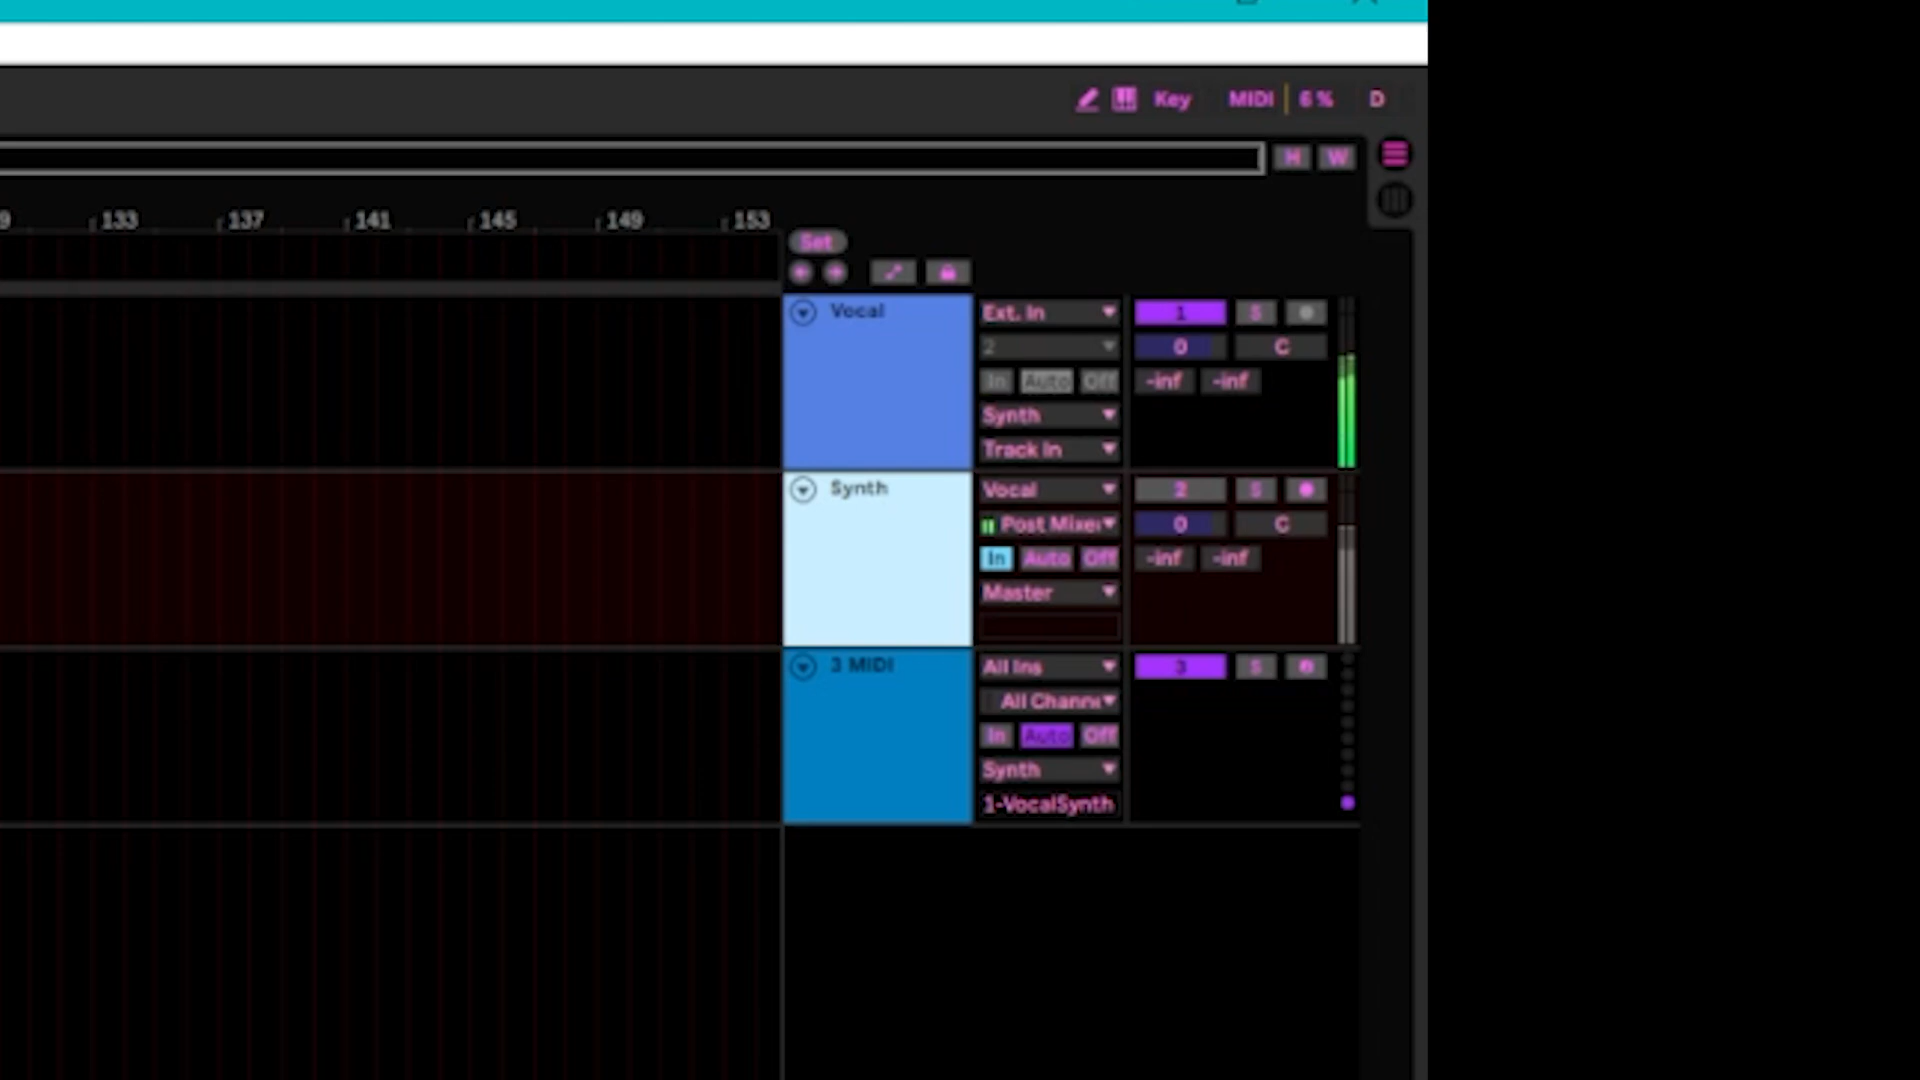 Key MIDI 6 % D
H W
133 137 141 145 149 153
Set
Vocal Ext. In 1 S
2 0 C
In Auto Off -inf -inf
Synth
Track In
Synth Vocal 2 S
Post Mixe 0 C
In Auto Off -inf -inf
Master
3 MIDI All Ins 3 S
All Chann
In Auto Off
Synth
1-VocalSynth